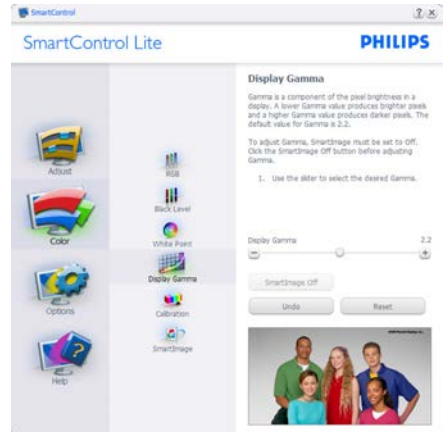 SmartControl
SmartControl Lite
PHILIPS
Adjust
Color
Options
Help
RGB
Black Level
White Point
Display Gamma
Calibration
SmartImage
Display Gamma
Gamma is a component of the pixel brightness in a
display. A lower Gamma value produces brighter pixels
and a higher Gamma value produces darker pixels. The
default value for Gamma is 2.2.
To adjust Gamma, SmartImage must be set to Off.
Click the SmartImage Off button before adjusting
Gamma.
1. Use the slider to select the desired Gamma.
Display Gamma 2.2
SmartImage Off
Undo
Reset